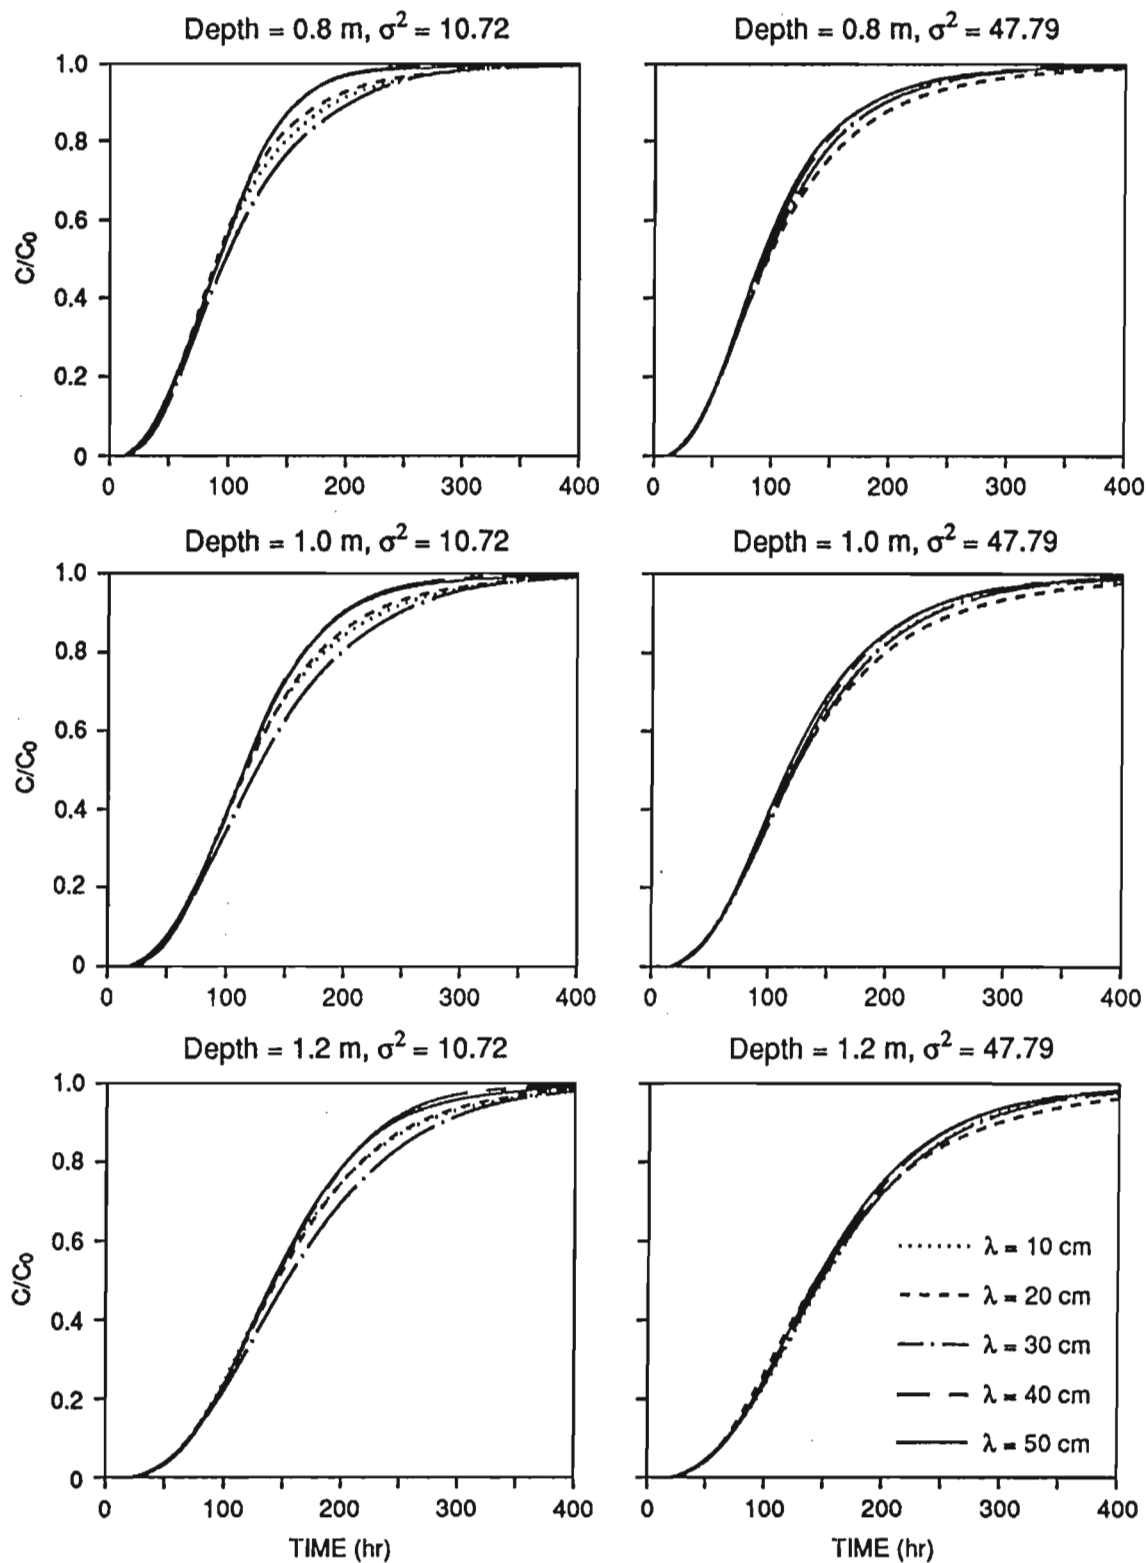 Depth = 0.8 m, σ² = 10.72
Depth = 0.8 m, σ² = 47.79
1.0
0.8
0.6
0.4
0.2
0
C/C₀
0 100 200 300 400
0 100 200 300 400
Depth = 1.0 m, σ² = 10.72
Depth = 1.0 m, σ² = 47.79
1.0
0.8
0.6
0.4
0.2
0
C/C₀
0 100 200 300 400
0 100 200 300 400
Depth = 1.2 m, σ² = 10.72
Depth = 1.2 m, σ² = 47.79
1.0
0.8
0.6
0.4
0.2
0
C/C₀
λ = 10 cm
λ = 20 cm
λ = 30 cm
λ = 40 cm
λ = 50 cm
0 100 200 300 400
0 100 200 300 400
TIME (hr)
TIME (hr)